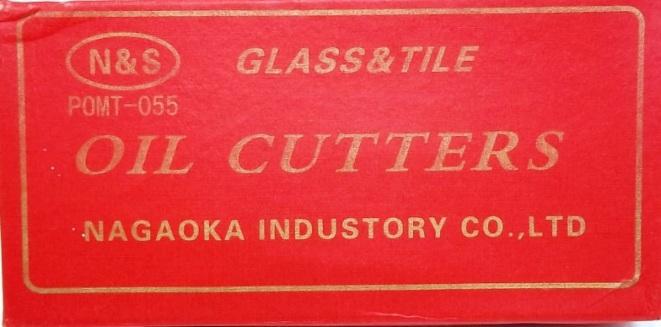 N&S GLASS&TILE
POMT-055
OIL CUTTERS
NAGAOKA INDUSTORY CO.,LTD